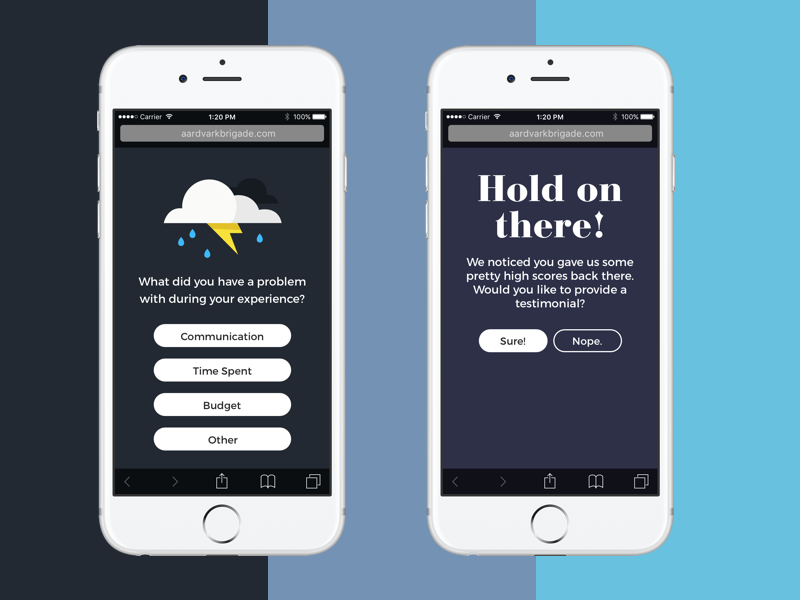 Carrier 1:20 PM 100%
aardvarkbrigade.com
What did you have a problem
with during your experience?
Communication
Time Spent
Budget
Other
Carrier 1:20 PM 100%
aardvarkbrigade.com
Hold on
there!
We noticed you gave us some
pretty high scores back there.
Would you like to provide a
testimonial?
Sure! Nope.